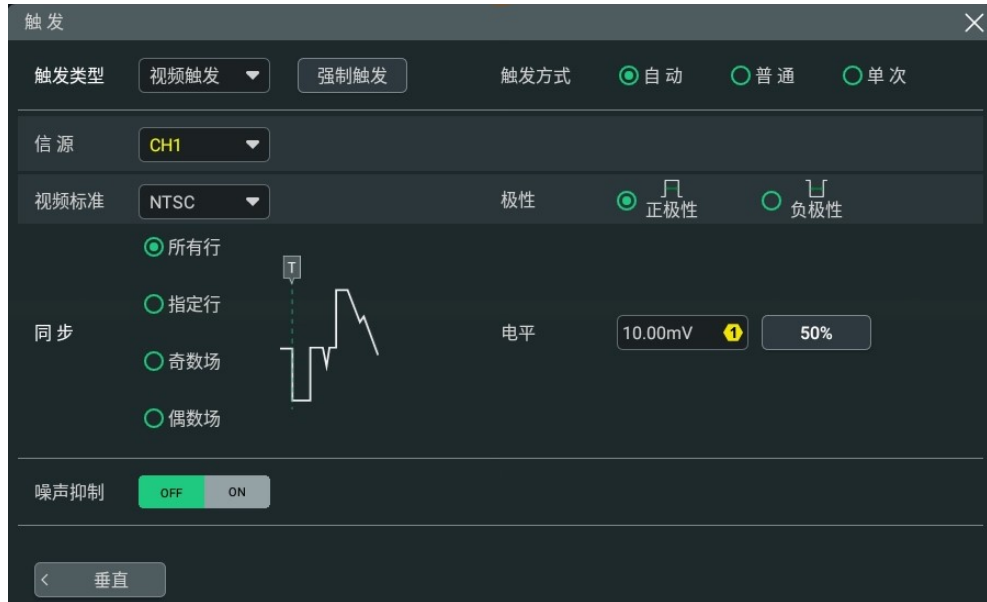 触发
触发类型 视频触发 强制触发 触发方式 自动 普通 单次
信源 CH1
视频标准 NTSC 极性 正极性 负极性
所有行
T
指定行
同步 电平 10.00mV 1 50%
奇数场
偶数场
噪声抑制 OFF ON
< 垂直